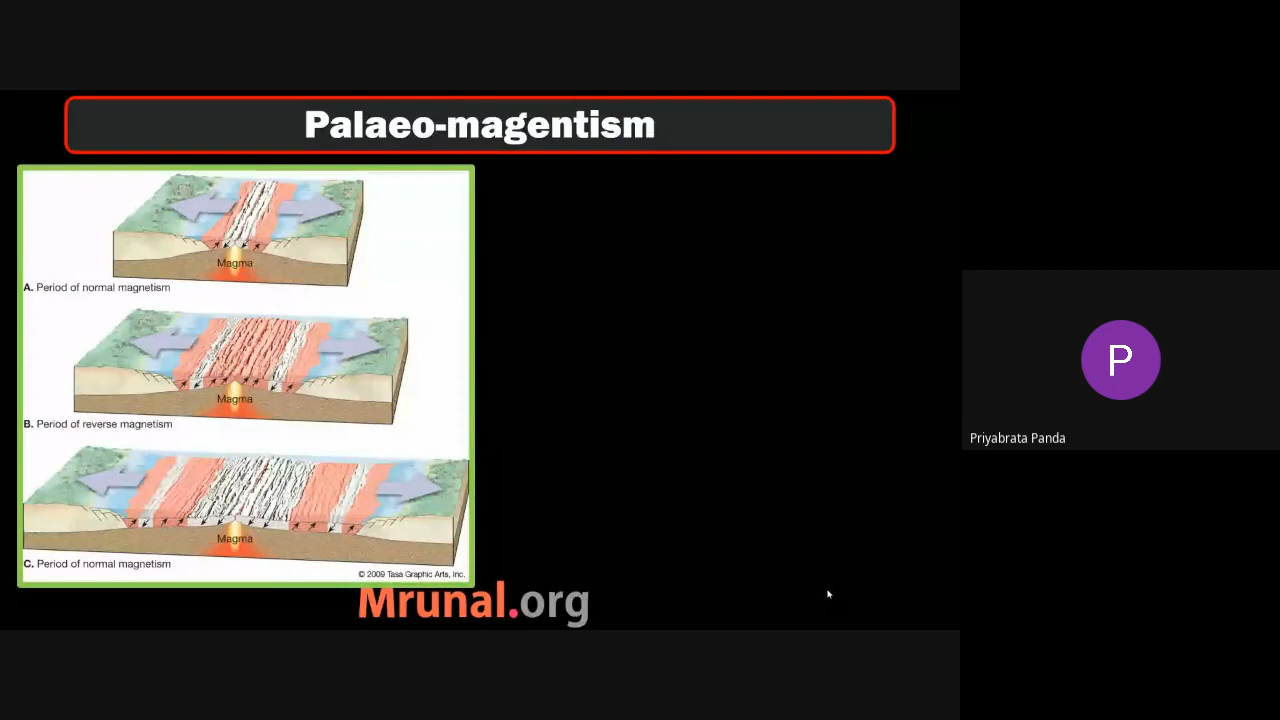 Palaeo-magentism
Magma
A. Period of normal magnetism
Magma
B. Period of reverse magnetism
Magma
C. Period of normal magnetism
© 2009 Tasa Graphic Arts, Inc.
Mrunal.org
P
Priyabrata Panda